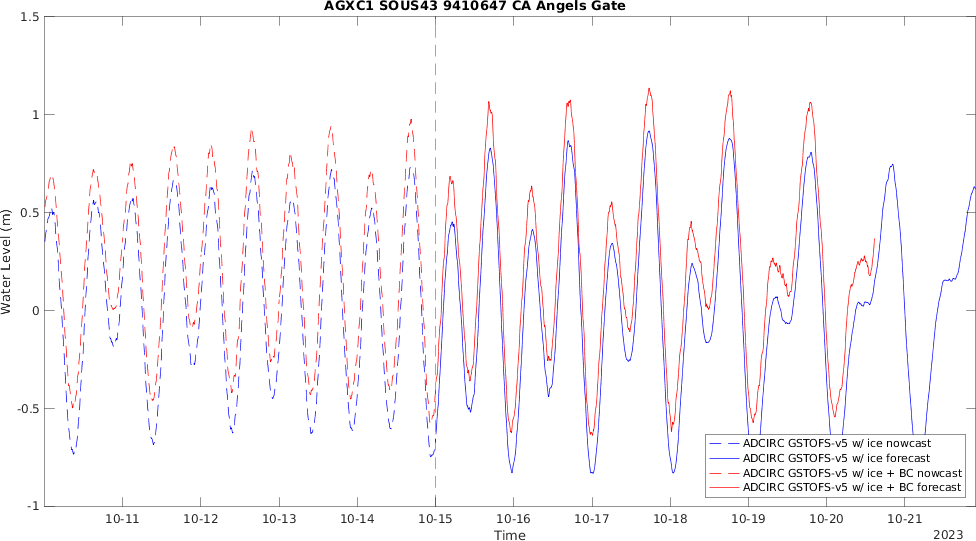 AGXC1 SOUS43 9410647 CA Angels Gate
1.5
1
0.5
0
-0.5
-1
Water Level (m)
10-11 10-12 10-13 10-14 10-15 10-16 10-17 10-18 10-19 10-20 10-21
Time
2023
ADCIRC GSTOFS-v5 w/ ice nowcast
ADCIRC GSTOFS-v5 w/ ice forecast
ADCIRC GSTOFS-v5 w/ ice + BC nowcast
ADCIRC GSTOFS-v5 w/ ice + BC forecast